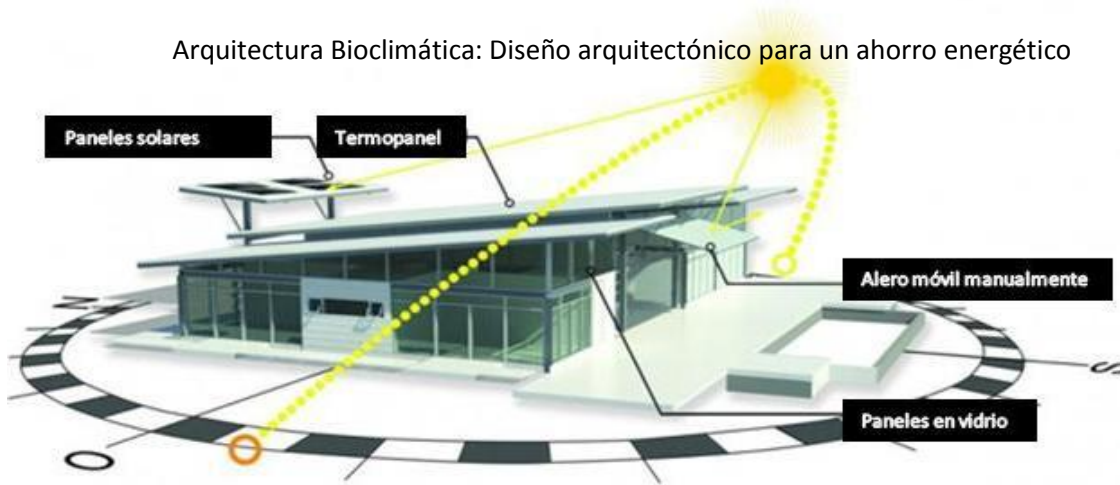 Arquitectura Bioclimática: Diseño arquitectónico para un ahorro energético
Paneles solares
Termopanel
Alero móvil manualmente
Paneles en vidrio
N
S
O